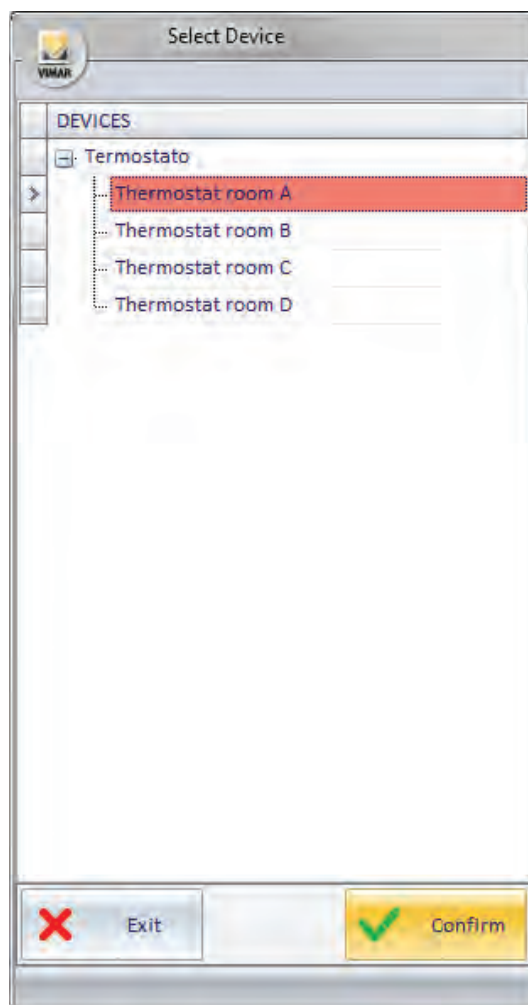 Select Device
VIMAR
DEVICES
Termostato
Thermostat room A
Thermostat room B
Thermostat room C
Thermostat room D
Exit
Confirm